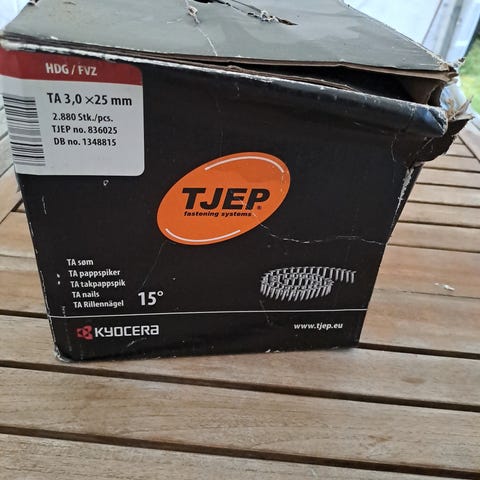 HDG / FVZ
TA 3,0 ×25 mm
2.880 Stk./pcs.
TJEP no. 836025
DB no. 1348815
TJEP®
fastening systems
TA søm
TA pappspiker
TA takpappspik
TA nails
TA Rillennägel
15°
KYOCERA
www.tjep.eu